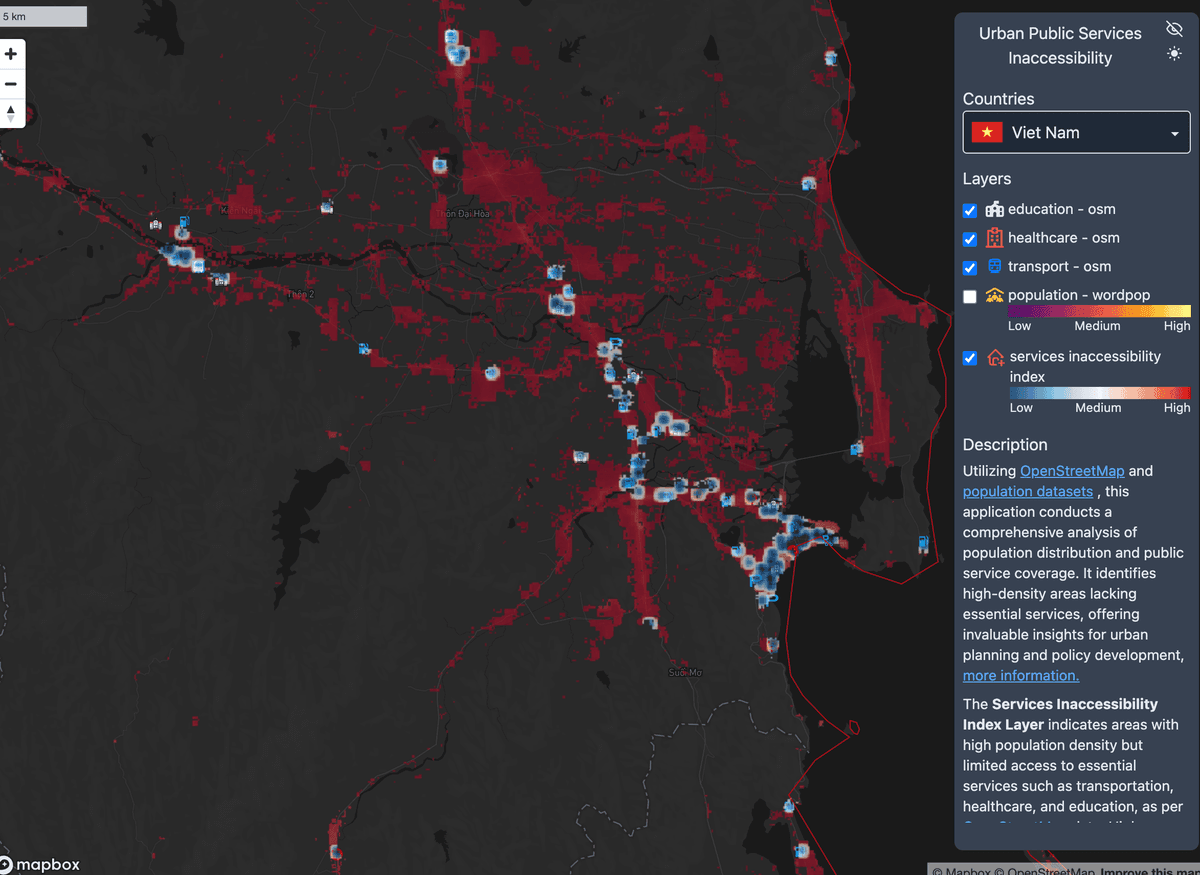 5 km
Thôn Đại Hòa
Thôn 2
Suối Mơ
mapbox
Urban Public Services
Inaccessibility
Countries
Viet Nam
Layers
education - osm
healthcare - osm
transport - osm
population - wordpop
Low Medium High
services inaccessibility
index
Low Medium High
Description
Utilizing OpenStreetMap and
population datasets , this
application conducts a
comprehensive analysis of
population distribution and public
service coverage. It identifies
high-density areas lacking
essential services, offering
invaluable insights for urban
planning and policy development,
more information.
The Services Inaccessibility
Index Layer indicates areas with
high population density but
limited access to essential
services such as transportation,
healthcare, and education, as per
© Mapbox © OpenStreetMap Improve this map